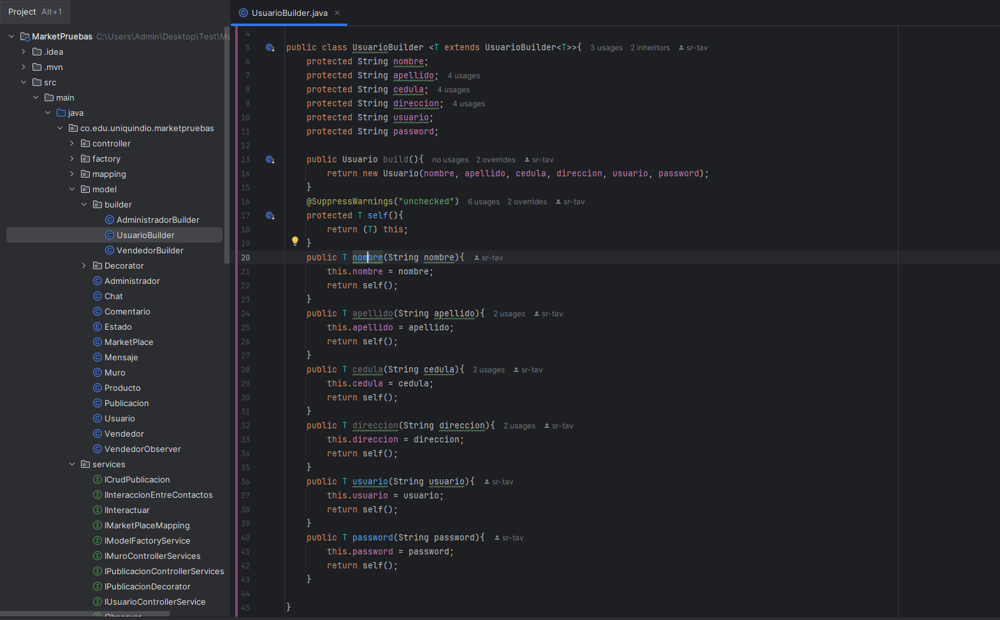 Project Alt+1
MarketPruebas C:\Users\Admin\Desktop\Test\Ma
.idea
.mvn
src
main
java
co.edu.uniquindio.marketpruebas
controller
factory
mapping
model
builder
AdministradorBuilder
UsuarioBuilder
VendedorBuilder
Decorator
Administrador
Chat
Comentario
Estado
MarketPlace
Mensaje
Muro
Producto
Publicacion
Usuario
Vendedor
VendedorObserver
services
ICrudPublicacion
IInteraccionEntreContactos
IInteractuar
IMarketPlaceMapping
IModelFactoryService
IMuroControllerServices
IPublicacionControllerServices
IPublicacionDecorator
IUsuarioControllerService
Observer
UsuarioBuilder.java
4
5 public class UsuarioBuilder <T extends UsuarioBuilder<T>>{ 3 usages 2 inheritors sr-tav
6 protected String nombre;
7 protected String apellido; 4 usages
8 protected String cedula; 4 usages
9 protected String direccion; 4 usages
10 protected String usuario;
11 protected String password;
12
13 public Usuario build(){ no usages 2 overrides sr-tav
14 return new Usuario(nombre, apellido, cedula, direccion, usuario, password);
15 }
16 @SuppressWarnings("unchecked") 6 usages 2 overrides sr-tav
17 protected T self(){
18 return (T) this;
19 }
20 public T nombre(String nombre){ sr-tav
21 this.nombre = nombre;
22 return self();
23 }
24 public T apellido(String apellido){ 2 usages sr-tav
25 this.apellido = apellido;
26 return self();
27 }
28 public T cedula(String cedula){ 2 usages sr-tav
29 this.cedula = cedula;
30 return self();
31 }
32 public T direccion(String direccion){ 2 usages sr-tav
33 this.direccion = direccion;
34 return self();
35 }
36 public T usuario(String usuario){ sr-tav
37 this.usuario = usuario;
38 return self();
39 }
40 public T password(String password){ sr-tav
41 this.password = password;
42 return self();
43 }
44
45 }